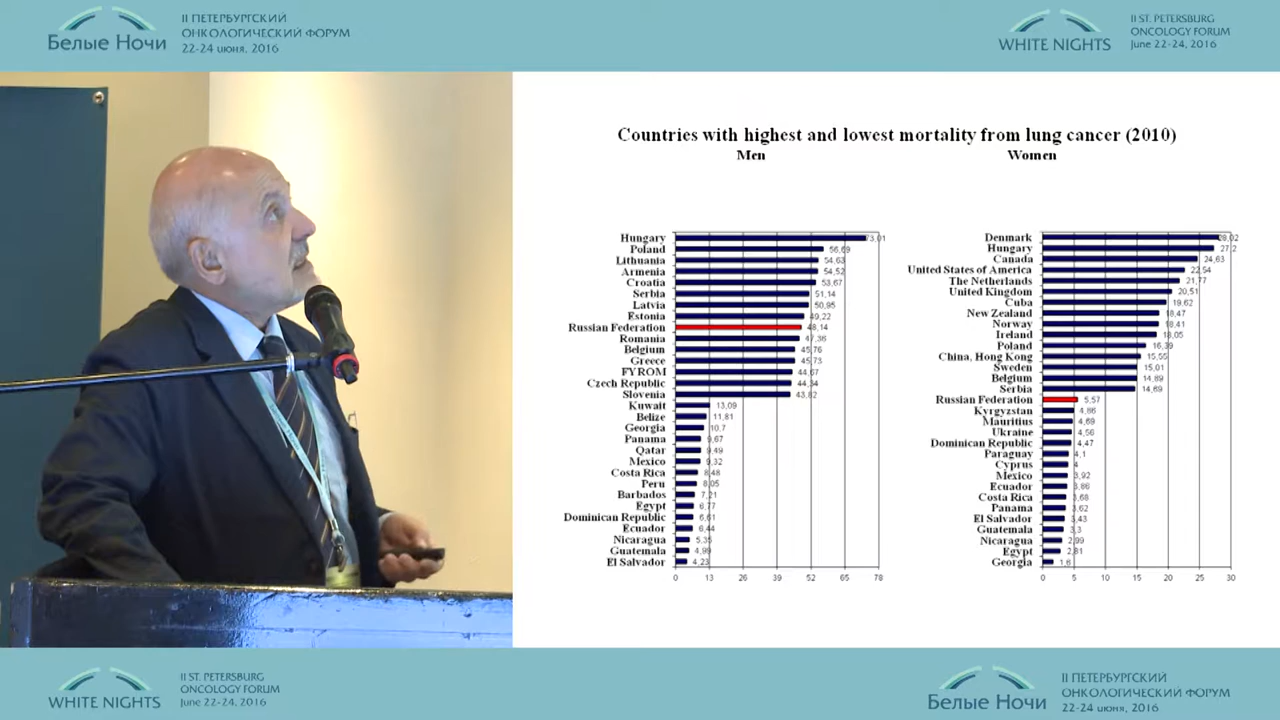 Белые Ночи
II ПЕТЕРБУРГСКИЙ
ОНКОЛОГИЧЕСКИЙ ФОРУМ
22-24 июня, 2016
WHITE NIGHTS
II ST. PETERSBURG
ONCOLOGY FORUM
June 22-24, 2016
Countries with highest and lowest mortality from lung cancer (2010)
Men
Hungary 73,01
Poland 56,69
Lithuania 54,63
Armenia 54,52
Croatia 53,67
Serbia 51,14
Latvia 50,95
Estonia 49,22
Russian Federation 48,14
Romania 47,36
Belgium 45,76
Greece 45,73
FYROM 44,67
Czech Republic 44,34
Slovenia 43,82
Kuwait 13,09
Belize 11,81
Georgia 10,7
Panama 9,67
Qatar 9,49
Mexico 9,32
Costa Rica 8,48
Peru 8,05
Barbados 7,21
Egypt 6,77
Dominican Republic 6,61
Ecuador 6,44
Nicaragua 5,35
Guatemala 4,99
El Salvador 4,23
0 13 26 39 52 65 78
Women
Denmark 28,02
Hungary 27,2
Canada 24,63
United States of America 22,54
The Netherlands 21,77
United Kingdom 20,51
Cuba 19,62
New Zealand 18,47
Norway 18,41
Ireland 18,05
Poland 16,39
China, Hong Kong 15,55
Sweden 15,01
Belgium 14,89
Serbia 14,69
Russian Federation 5,57
Kyrgyzstan 4,86
Mauritius 4,69
Ukraine 4,56
Dominican Republic 4,47
Paraguay 4,1
Cyprus 4
Mexico 3,92
Ecuador 3,86
Costa Rica 3,68
Panama 3,62
El Salvador 3,43
Guatemala 3,3
Nicaragua 2,99
Egypt 2,81
Georgia 1,6
0 5 10 15 20 25 30
WHITE NIGHTS
II ST. PETERSBURG
ONCOLOGY FORUM
June 22-24, 2016
Белые Ночи
II ПЕТЕРБУРГСКИЙ
ОНКОЛОГИЧЕСКИЙ ФОРУМ
22-24 июня, 2016